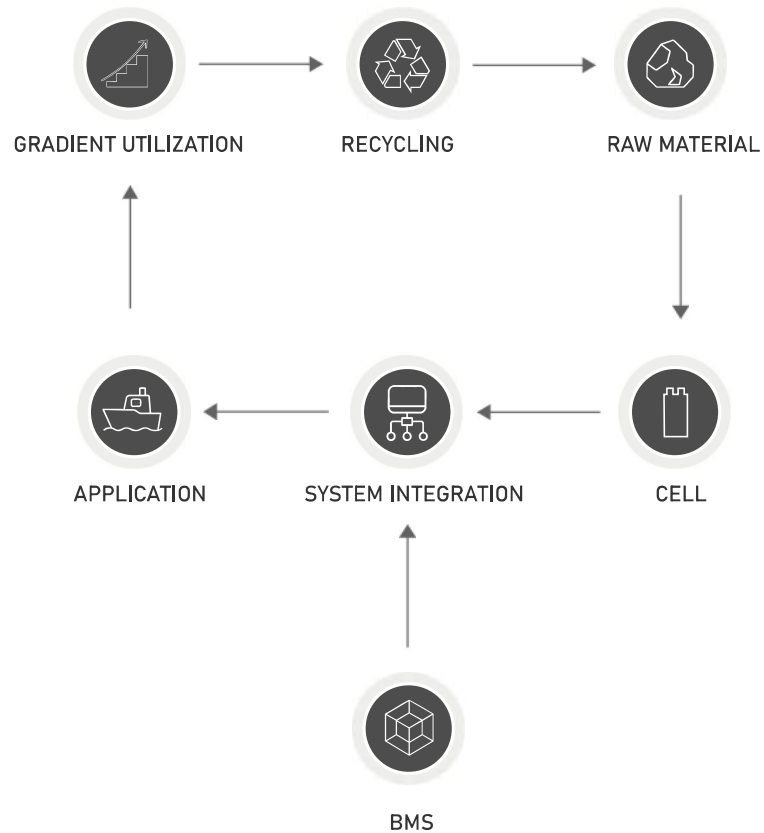 GRADIENT UTILIZATION
RECYCLING
RAW MATERIAL
APPLICATION
SYSTEM INTEGRATION
CELL
BMS